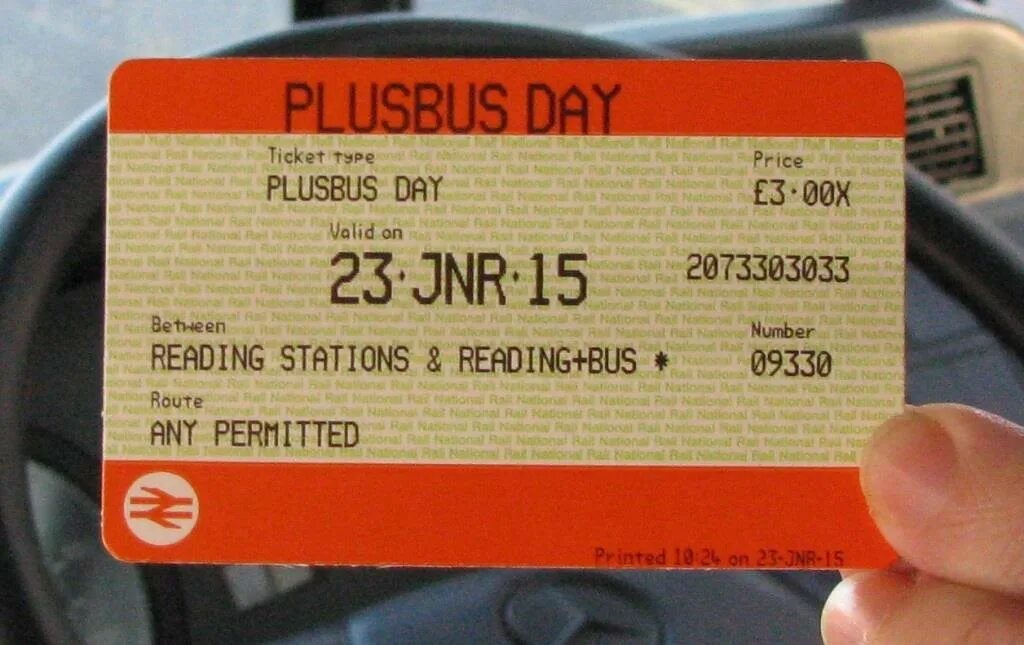 PLUSBUS DAY
Ticket type
Price
PLUSBUS DAY
£3·00X
Valid on
23·JNR·15
2073303033
Between
Number
READING STATIONS & READING+BUS *
09330
Route
ANY PERMITTED
Printed 10:24 on 23-JNR-15